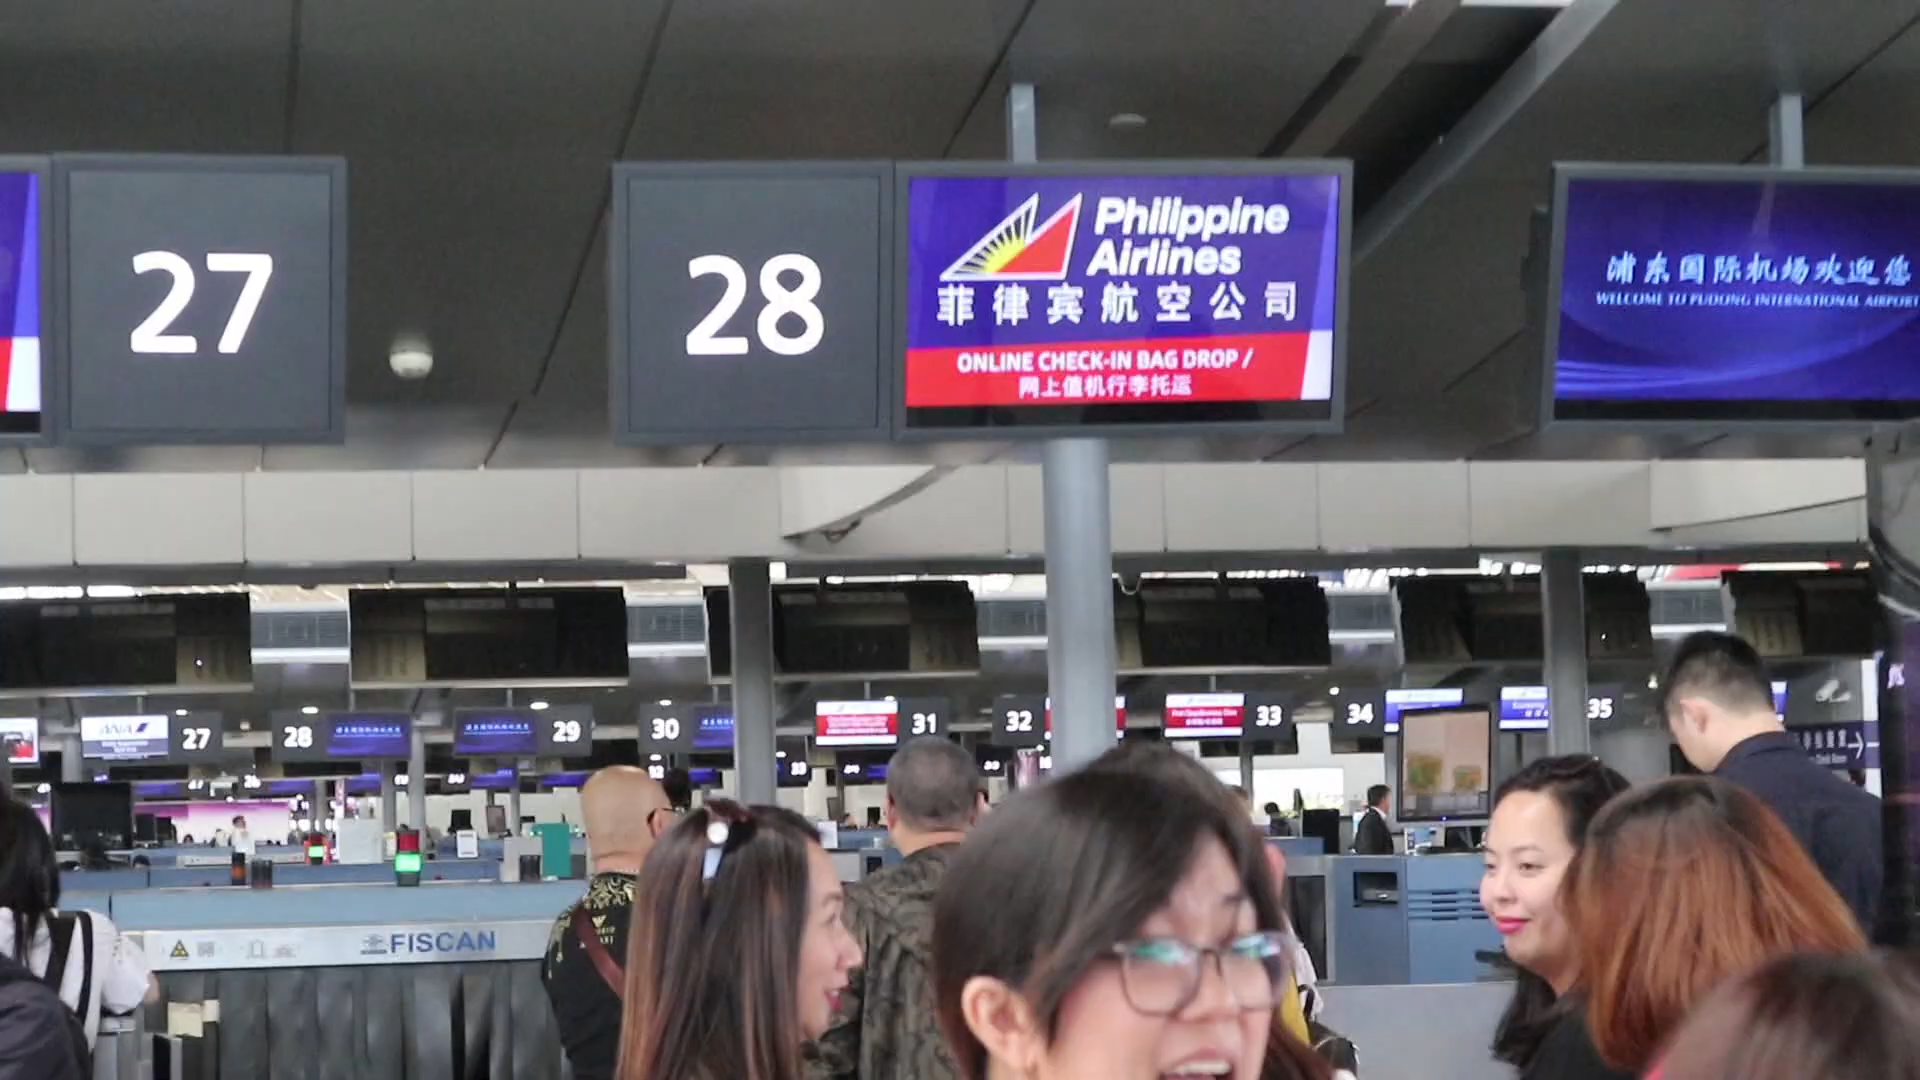 27
28
Philippine
Airlines
菲律宾航空公司
ONLINE CHECK-IN BAG DROP /
网上值机行李托运
浦东国际机场欢迎您
WELCOME TO PUDONG INTERNATIONAL AIRPORT
ANA
27
28
29
30
31
32
33
34
35
33
FISCAN